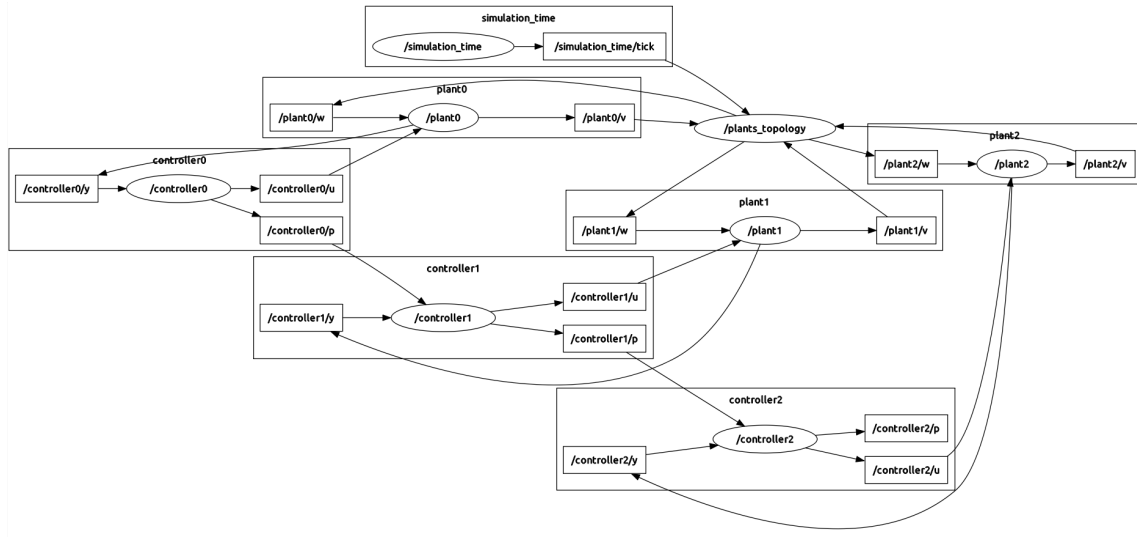 simulation_time
/simulation_time
/simulation_time/tick
plant0
/plant0/w
/plant0
/plant0/v
/plants_topology
plant2
/plant2/w
/plant2
/plant2/v
controller0
/controller0/y
/controller0
/controller0/u
/controller0/p
plant1
/plant1/w
/plant1
/plant1/v
controller1
/controller1/y
/controller1
/controller1/u
/controller1/p
controller2
/controller2/y
/controller2
/controller2/p
/controller2/u